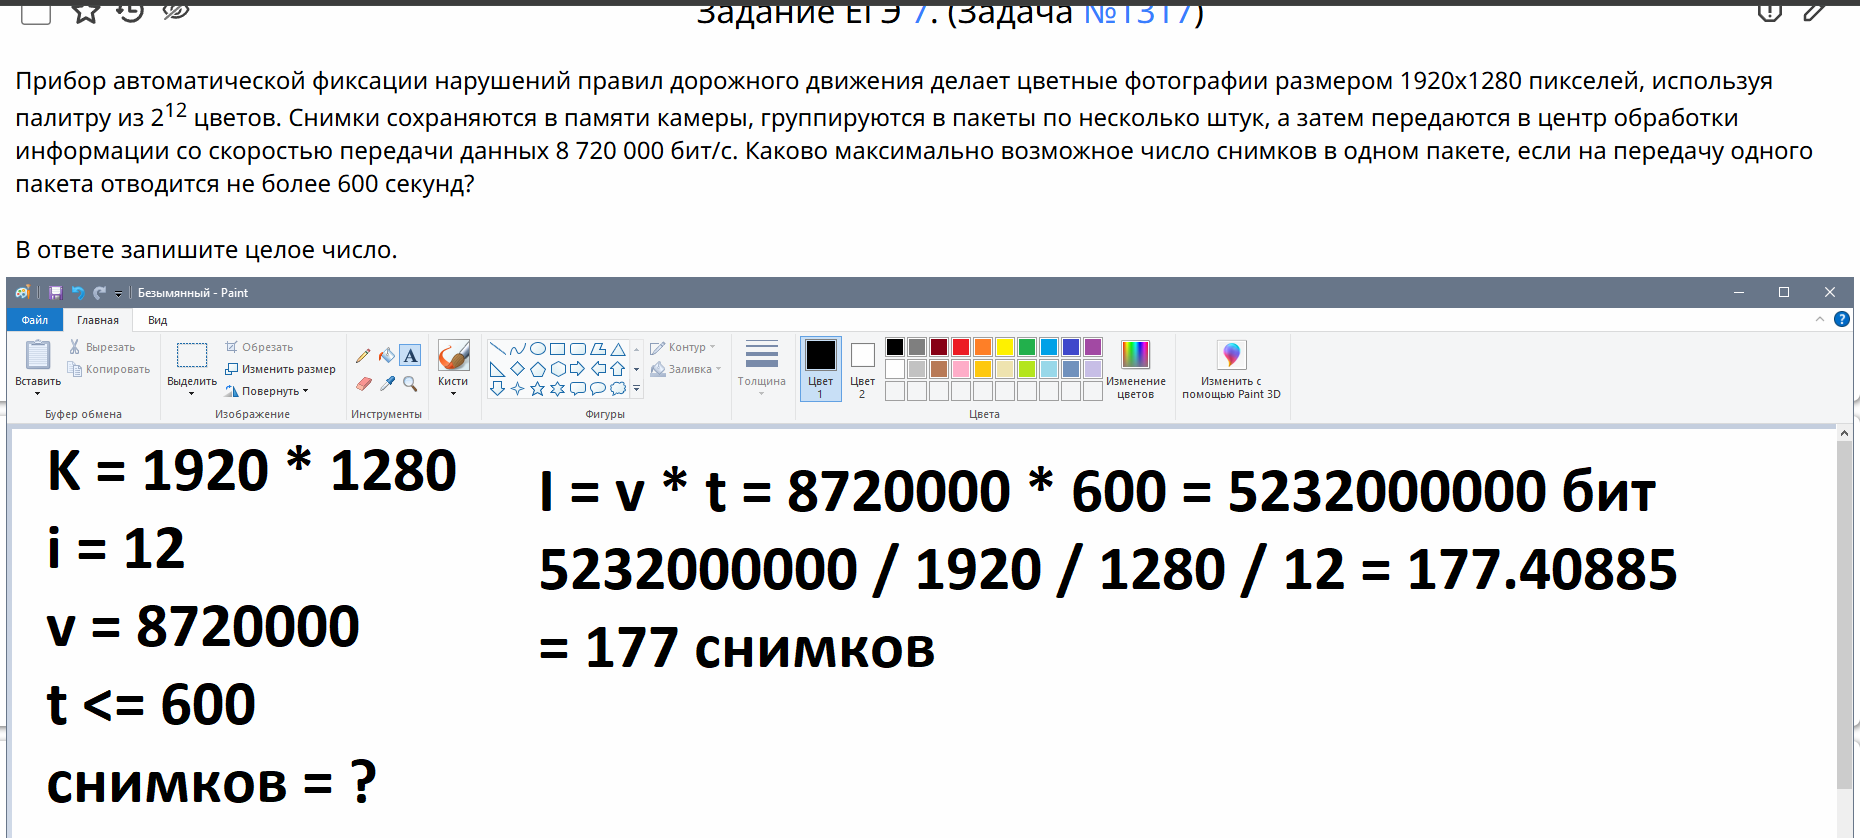 Задание ЕГЭ 7. (Задача №1317)
Прибор автоматической фиксации нарушений правил дорожного движения делает цветные фотографии размером 1920x1280 пикселей, используя
палитру из 2^12 цветов. Снимки сохраняются в памяти камеры, группируются в пакеты по несколько штук, а затем передаются в центр обработки
информации со скоростью передачи данных 8 720 000 бит/с. Каково максимально возможное число снимков в одном пакете, если на передачу одного
пакета отводится не более 600 секунд?
В ответе запишите целое число.
Безымянный - Paint
Файл Главная Вид
Вставить
Вырезать
Копировать
Буфер обмена
Выделить
Обрезать
Изменить размер
Повернуть
Изображение
Инструменты
Кисти
Контур
Заливка
Фигуры
Толщина
Цвет 1
Цвет 2
Изменение цветов
Цвета
Изменить с помощью Paint 3D
K = 1920 * 1280
i = 12
v = 8720000
t <= 600
снимков = ?
I = v * t = 8720000 * 600 = 5232000000 бит
5232000000 / 1920 / 1280 / 12 = 177.40885
= 177 снимков